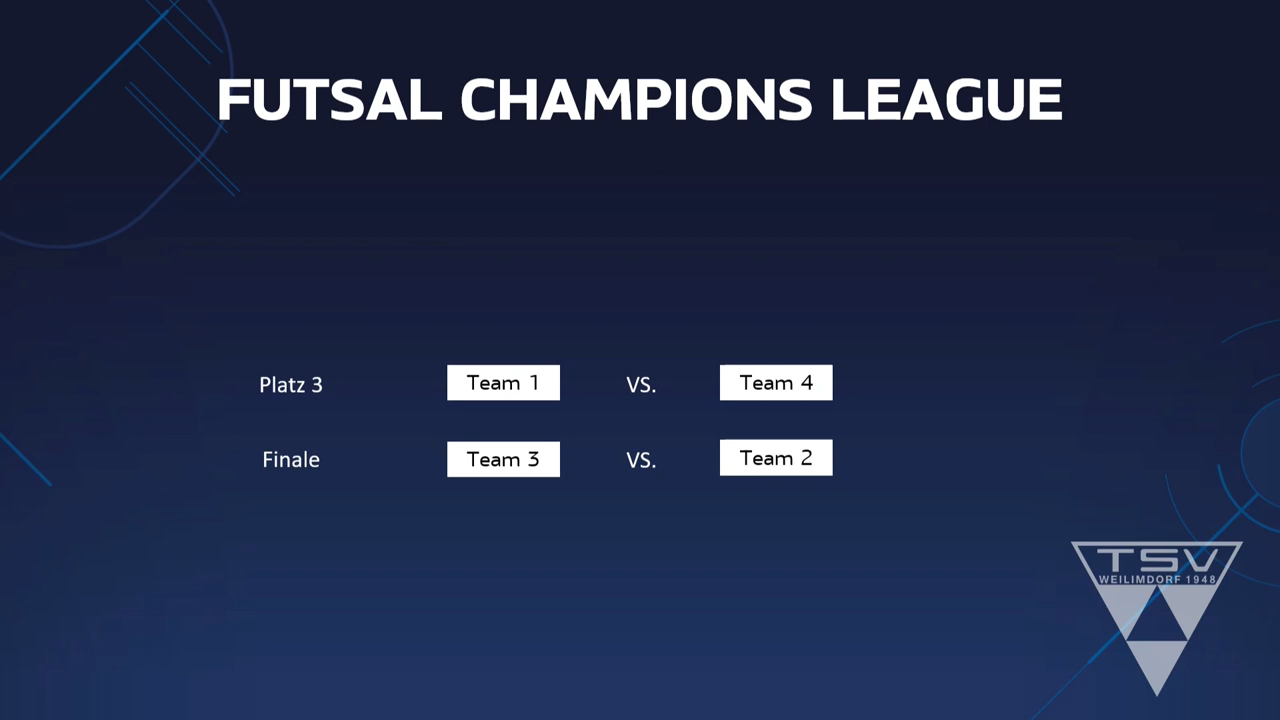 FUTSAL CHAMPIONS LEAGUE
Platz 3 Team 1 VS. Team 4
Finale Team 3 VS. Team 2
TSV
WEILIMDORF 1948